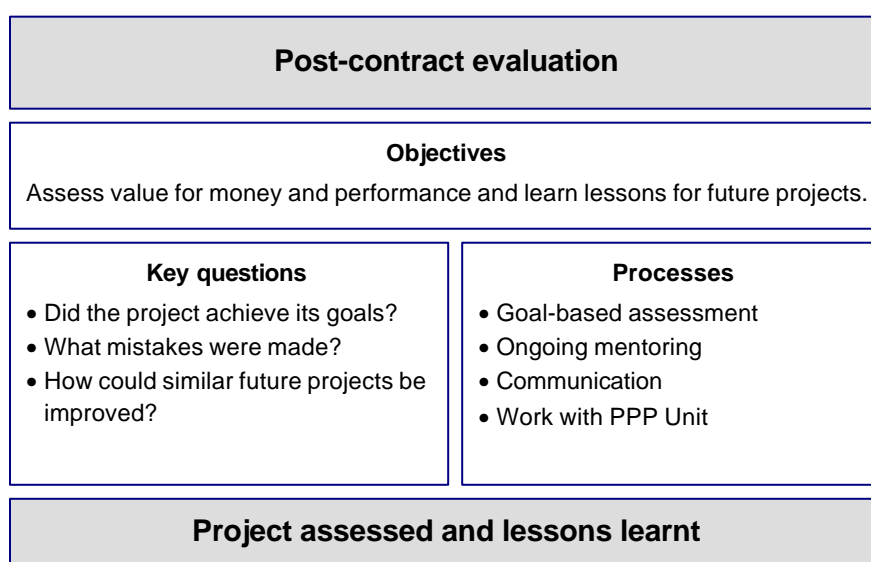 Post-contract evaluation
Objectives
Assess value for money and performance and learn lessons for future projects.
Key questions
• Did the project achieve its goals?
• What mistakes were made?
• How could similar future projects be
improved?
Processes
• Goal-based assessment
• Ongoing mentoring
• Communication
• Work with PPP Unit
Project assessed and lessons learnt